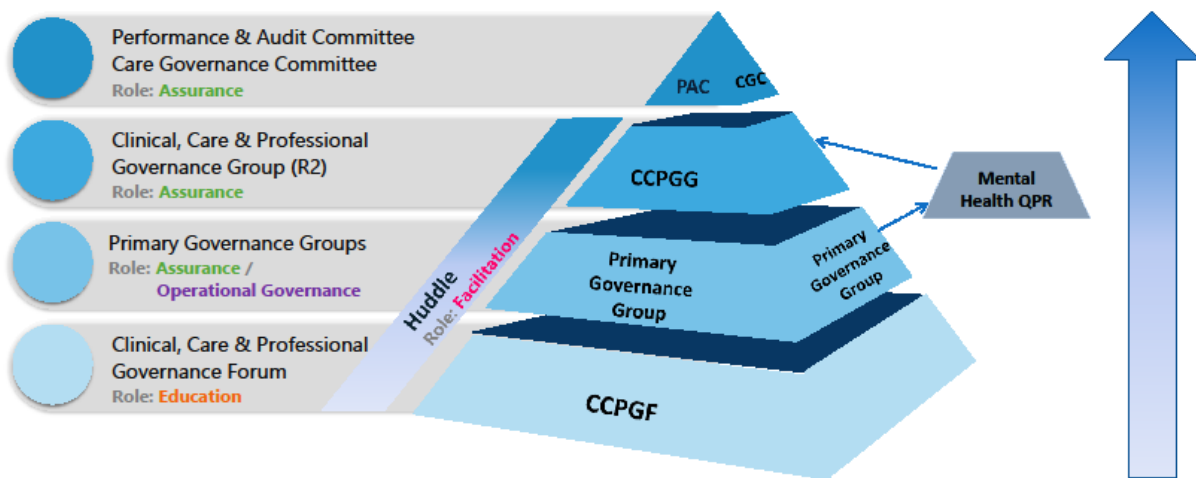 Performance & Audit Committee
Care Governance Committee
Role: Assurance
Clinical, Care & Professional
Governance Group (R2)
Role: Assurance
Primary Governance Groups
Role: Assurance /
Operational Governance
Clinical, Care & Professional
Governance Forum
Role: Education
Huddle
Role: Facilitation
PAC
CGC
CCPGG
Primary
Governance
Group
Primary
Governance
Group
CCPGF
Mental
Health QPR